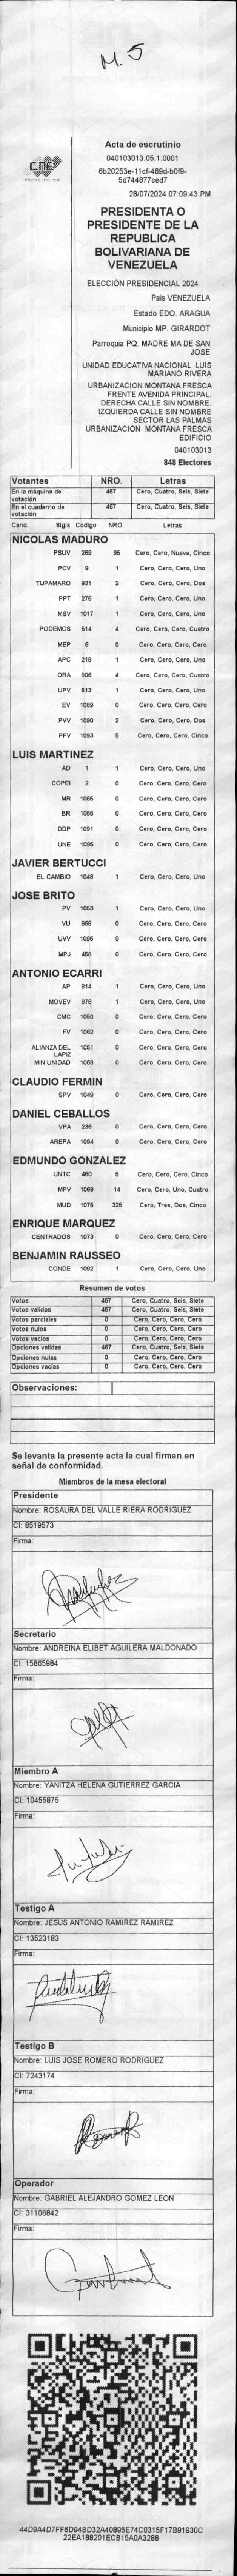 M. 5
CNE
Acta de escrutinio
040103013.05.1.0001
6b20253e-11cf-489d-b0f9-
5d744877ced7
28/07/2024 07:09:43 PM
PRESIDENTA O
PRESIDENTE DE LA
REPUBLICA
BOLIVARIANA DE
VENEZUELA
ELECCIÓN PRESIDENCIAL 2024
País VENEZUELA
Estado EDO. ARAGUA
Municipio MP. GIRARDOT
Parroquia PQ. MADRE MA DE SAN
JOSE
UNIDAD EDUCATIVA NACIONAL LUIS
MARIANO RIVERA
URBANIZACION MONTANA FRESCA
FRENTE AVENIDA PRINCIPAL.
DERECHA CALLE SIN NOMBRE.
IZQUIERDA CALLE SIN NOMBRE
SECTOR LAS PALMAS
URBANIZACION MONTANA FRESCA
EDIFICIO
040103013
848 Electores
Votantes NRO. Letras
En la máquina de votación 467 Cero, Cuatro, Seis, Siete
En el cuaderno de votación 467 Cero, Cuatro, Seis, Siete
Cand. Sigla Código NRO. Letras
NICOLAS MADURO
PSUV 269 95 Cero, Cero, Nueve, Cinco
PCV 9 1 Cero, Cero, Cero, Uno
TUPAMARO 931 2 Cero, Cero, Cero, Dos
PPT 276 1 Cero, Cero, Cero, Uno
MSV 1017 1 Cero, Cero, Cero, Uno
PODEMOS 614 4 Cero, Cero, Cero, Cuatro
MEP 6 0 Cero, Cero, Cero, Cero
APC 219 1 Cero, Cero, Cero, Uno
ORA 906 4 Cero, Cero, Cero, Cuatro
UPV 513 1 Cero, Cero, Cero, Uno
EV 1089 0 Cero, Cero, Cero, Cero
PVV 1090 2 Cero, Cero, Cero, Dos
PFV 1093 5 Cero, Cero, Cero, Cinco
LUIS MARTINEZ
AD 1 1 Cero, Cero, Cero, Uno
COPEI 2 0 Cero, Cero, Cero, Cero
MR 1065 0 Cero, Cero, Cero, Cero
BR 1066 0 Cero, Cero, Cero, Cero
DDP 1091 0 Cero, Cero, Cero, Cero
UNE 1095 0 Cero, Cero, Cero, Cero
JAVIER BERTUCCI
EL CAMBIO 1048 1 Cero, Cero, Cero, Uno
JOSE BRITO
PV 1053 1 Cero, Cero, Cero, Uno
VU 969 0 Cero, Cero, Cero, Cero
UVV 1096 0 Cero, Cero, Cero, Cero
MPJ 458 0 Cero, Cero, Cero, Cero
ANTONIO ECARRI
AP 914 1 Cero, Cero, Cero, Uno
MOVEV 978 1 Cero, Cero, Cero, Uno
CMC 1050 0 Cero, Cero, Cero, Cero
FV 1062 0 Cero, Cero, Cero, Cero
ALIANZA DEL LAPIZ 1051 0 Cero, Cero, Cero, Cero
MIN UNIDAD 1068 0 Cero, Cero, Cero, Cero
CLAUDIO FERMIN
SPV 1049 0 Cero, Cero, Cero, Cero
DANIEL CEBALLOS
VPA 236 0 Cero, Cero, Cero, Cero
AREPA 1094 0 Cero, Cero, Cero, Cero
EDMUNDO GONZALEZ
UNTC 460 5 Cero, Cero, Cero, Cinco
MPV 1069 14 Cero, Cero, Uno, Cuatro
MUD 1075 325 Cero, Tres, Dos, Cinco
ENRIQUE MARQUEZ
CENTRADOS 1073 0 Cero, Cero, Cero, Cero
BENJAMIN RAUSSEO
CONDE 1092 1 Cero, Cero, Cero, Uno
Resumen de votos
Votos 467 Cero, Cuatro, Seis, Siete
Votos validos 467 Cero, Cuatro, Seis, Siete
Votos parciales 0 Cero, Cero, Cero, Cero
Votos nulos 0 Cero, Cero, Cero, Cero
Votos vacios 0 Cero, Cero, Cero, Cero
Opciones validas 467 Cero, Cuatro, Seis, Siete
Opciones nulas 0 Cero, Cero, Cero, Cero
Opciones vacias 0 Cero, Cero, Cero, Cero
Observaciones:
Se levanta la presente acta la cual firman en
señal de conformidad.
Miembros de la mesa electoral
Presidente
Nombre: ROSAURA DEL VALLE RIERA RODRIGUEZ
CI: 8519573
Firma:
Secretario
Nombre: ANDREINA ELIBET AGUILERA MALDONADO
CI: 15865984
Firma:
Miembro A
Nombre: YANITZA HELENA GUTIERREZ GARCIA
CI: 10455875
Firma:
Testigo A
Nombre: JESUS ANTONIO RAMIREZ RAMIREZ
CI: 13523183
Firma:
Testigo B
Nombre: LUIS JOSE ROMERO RODRIGUEZ
CI: 7243174
Firma:
Operador
Nombre: GABRIEL ALEJANDRO GOMEZ LEON
CI: 31106842
Firma:
44D9A4D7FF6D94BD32A40895E74C0315F17B91930C
22EA188201ECB15A0A3288